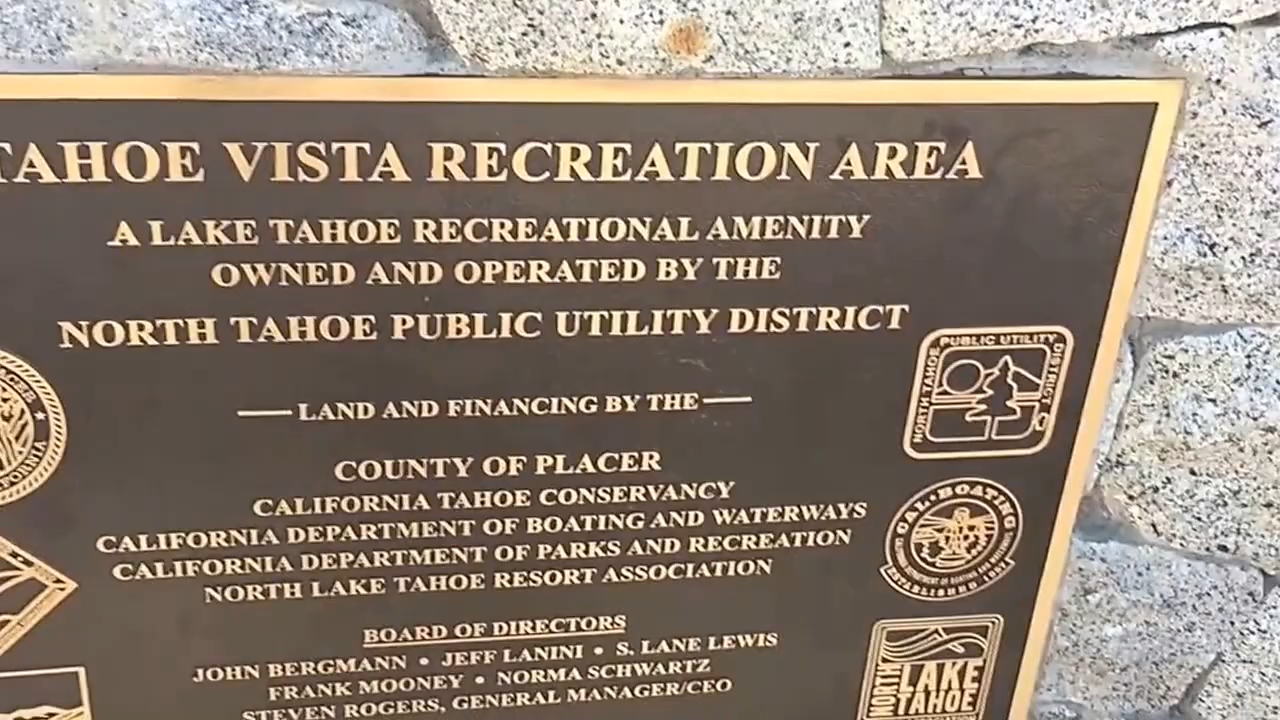 TAHOE VISTA RECREATION AREA
A LAKE TAHOE RECREATIONAL AMENITY
OWNED AND OPERATED BY THE
NORTH TAHOE PUBLIC UTILITY DISTRICT
LAND AND FINANCING BY THE
COUNTY OF PLACER
CALIFORNIA TAHOE CONSERVANCY
CALIFORNIA DEPARTMENT OF BOATING AND WATERWAYS
CALIFORNIA DEPARTMENT OF PARKS AND RECREATION
NORTH LAKE TAHOE RESORT ASSOCIATION
BOARD OF DIRECTORS
JOHN BERGMANN • JEFF LANINI • S. LANE LEWIS
FRANK MOONEY • NORMA SCHWARTZ
STEVEN ROGERS, GENERAL MANAGER/CEO
NORTH TAHOE PUBLIC UTILITY DISTRICT
CAL•BOATING
ESTABLISHED 1957
NORTH
LAKE
TAHOE